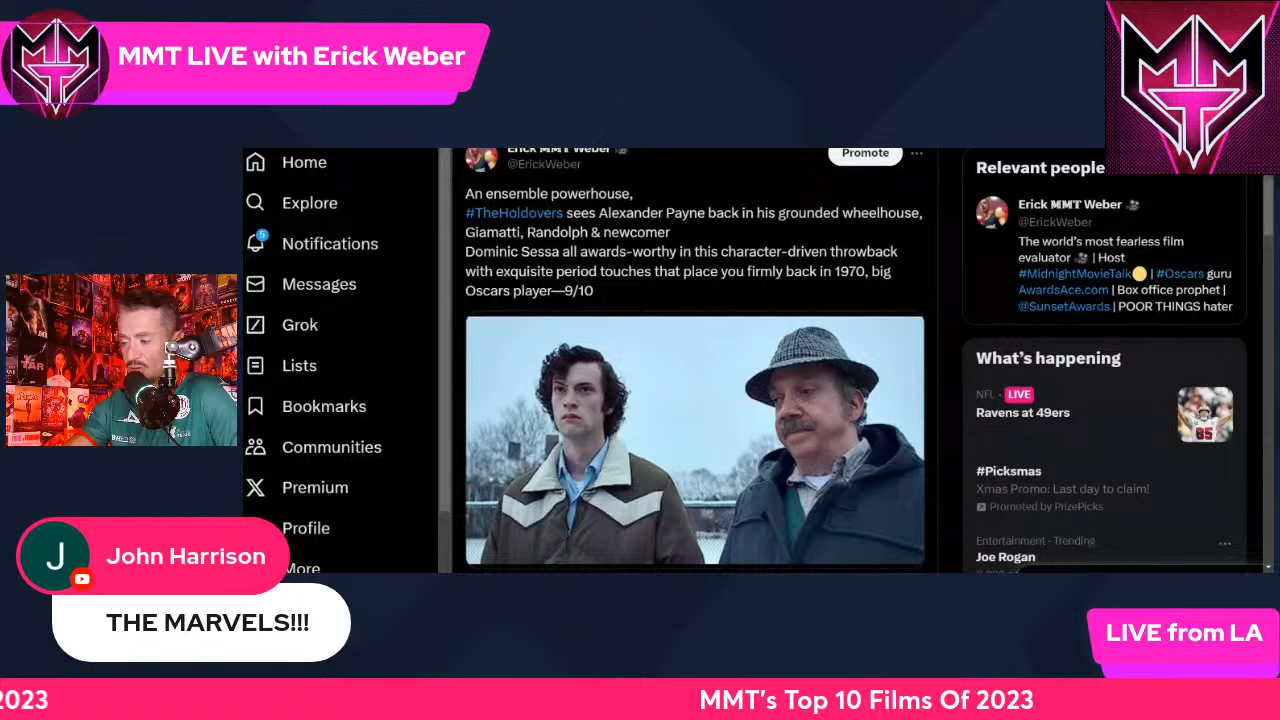 MMT LIVE with Erick Weber
Home
Explore
5
Notifications
Messages
Grok
Lists
Bookmarks
Communities
Premium
Profile
More
Erick MMT Weber
@ErickWeber
Promote
An ensemble powerhouse,
#TheHoldovers sees Alexander Payne back in his grounded wheelhouse,
Giamatti, Randolph & newcomer
Dominic Sessa all awards-worthy in this character-driven throwback
with exquisite period touches that place you firmly back in 1970, big
Oscars player—9/10
Relevant people
Erick MMT Weber
@ErickWeber
The world's most fearless film
evaluator | Host
#MidnightMovieTalk | #Oscars guru
AwardsAce.com | Box office prophet |
@SunsetAwards | POOR THINGS hater
What's happening
NFL · LIVE
Ravens at 49ers
#Picksmas
Xmas Promo: Last day to claim!
Promoted by PrizePicks
Entertainment · Trending
Joe Rogan
TÁR
J
John Harrison
THE MARVELS!!!
LIVE from LA
2023
MMT's Top 10 Films Of 2023